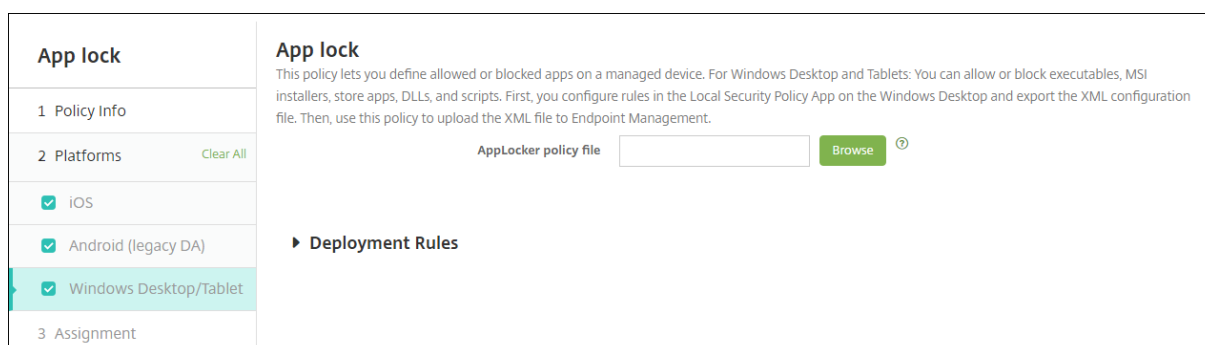 App lock
1 Policy Info
2 Platforms
Clear All
iOS
Android (legacy DA)
Windows Desktop/Tablet
3 Assignment
App lock
This policy lets you define allowed or blocked apps on a managed device. For Windows Desktop and Tablets: You can allow or block executables, MSI
installers, store apps, DLLs, and scripts. First, you configure rules in the Local Security Policy App on the Windows Desktop and export the XML configuration
file. Then, use this policy to upload the XML file to Endpoint Management.
AppLocker policy file
Browse
?
Deployment Rules